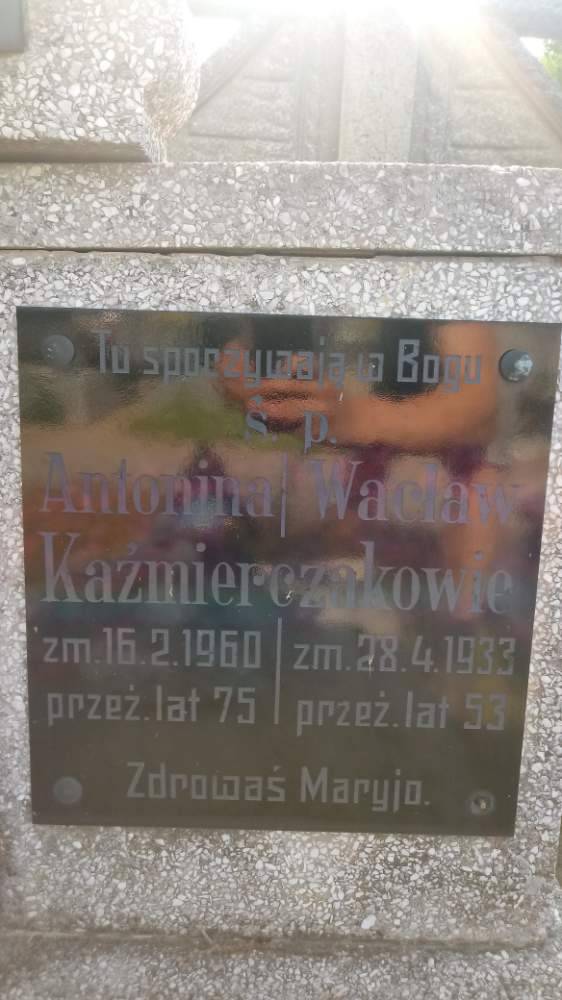 Tu spoczywają w Bogu
Ś. p.
Antonina | Wacław
Kaźmierczakowie
zm. 16.2.1960 | zm. 28.4.1933
przeż. lat 75 | przeż. lat 53
Zdrowaś Maryjo.